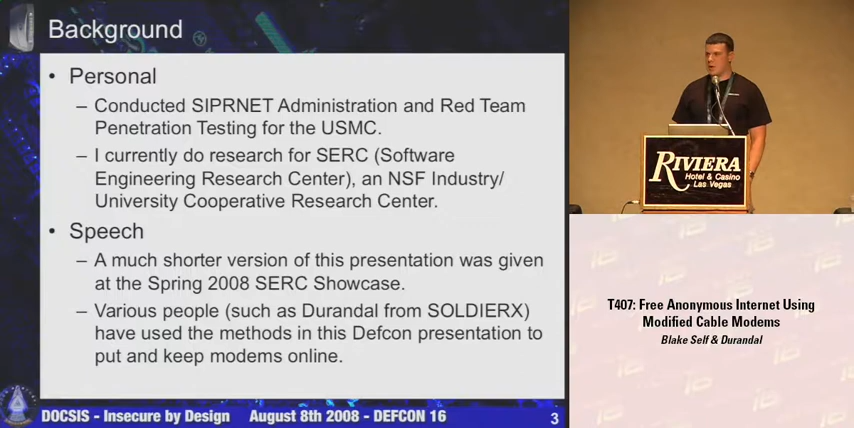 Background
• Personal
– Conducted SIPRNET Administration and Red Team
Penetration Testing for the USMC.
– I currently do research for SERC (Software
Engineering Research Center), an NSF Industry/
University Cooperative Research Center.
• Speech
– A much shorter version of this presentation was given
at the Spring 2008 SERC Showcase.
– Various people (such as Durandal from SOLDIERX)
have used the methods in this Defcon presentation to
put and keep modems online.
DOCSIS - Insecure by Design August 8th 2008 - DEFCON 16 3
RIVIERA
Hotel & Casino
Las Vegas
T407: Free Anonymous Internet Using
Modified Cable Modems
Blake Self & Durandal